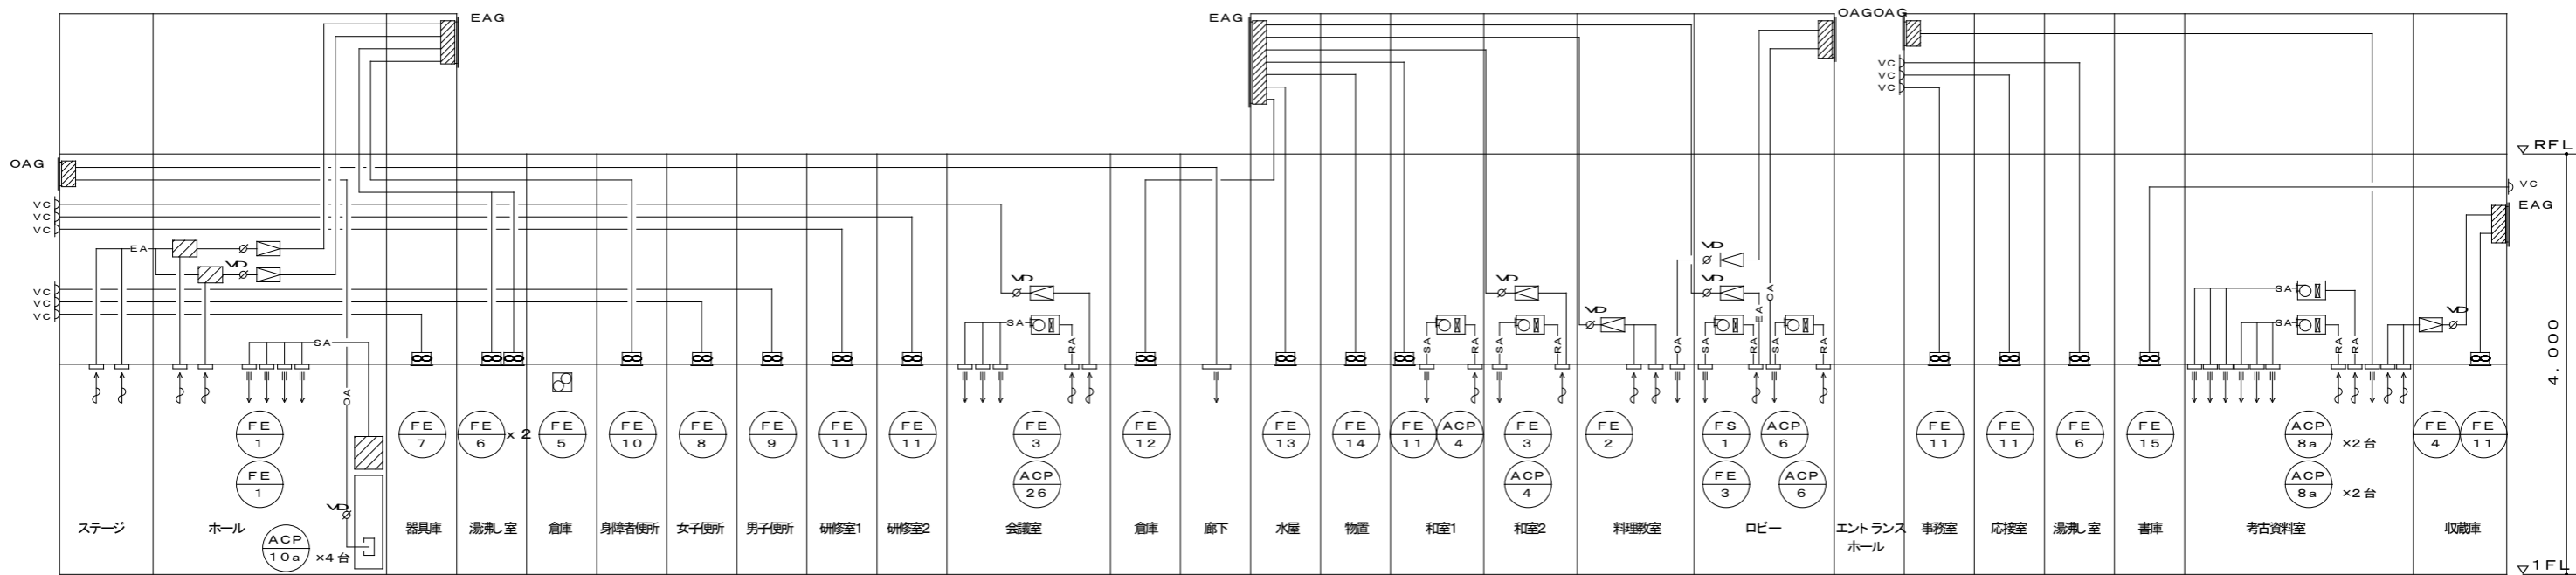 EAG
EAG
OAGOAG
VC
VC
VC
RFL
OAG
VC
EAG
VC
VC
VC
EA
VD
VD
VD
VD
VD
VD
VD
OA
EA
OA
VC
VC
VC
SA
SA
RA
SA
RA
SA
RA
SA
RA
SA
RA
SA
SA
RA
RA
SA
OA
4,000
FE 1
FE 7
FE 6 ×2
FE 5
FE 10
FE 8
FE 9
FE 11
FE 11
FE 3
FE 12
FE 13
FE 14
FE 11
ACP 4
FE 3
FE 2
FS 1
ACP 6
FE 11
FE 11
FE 6
FE 15
ACP 8a ×2台
FE 4
FE 11
FE 1
ACP 26
ACP 4
FE 3
ACP 6
ACP 8a ×2台
VD
ACP 10a ×4台
ステージ
ホール
器具庫
湯沸し室
倉庫
身障者便所
女子便所
男子便所
研修室1
研修室2
会議室
倉庫
廊下
水屋
物置
和室1
和室2
料理教室
ロビー
エントランス
ホール
事務室
応接室
湯沸し室
書庫
考古資料室
収蔵庫
1FL